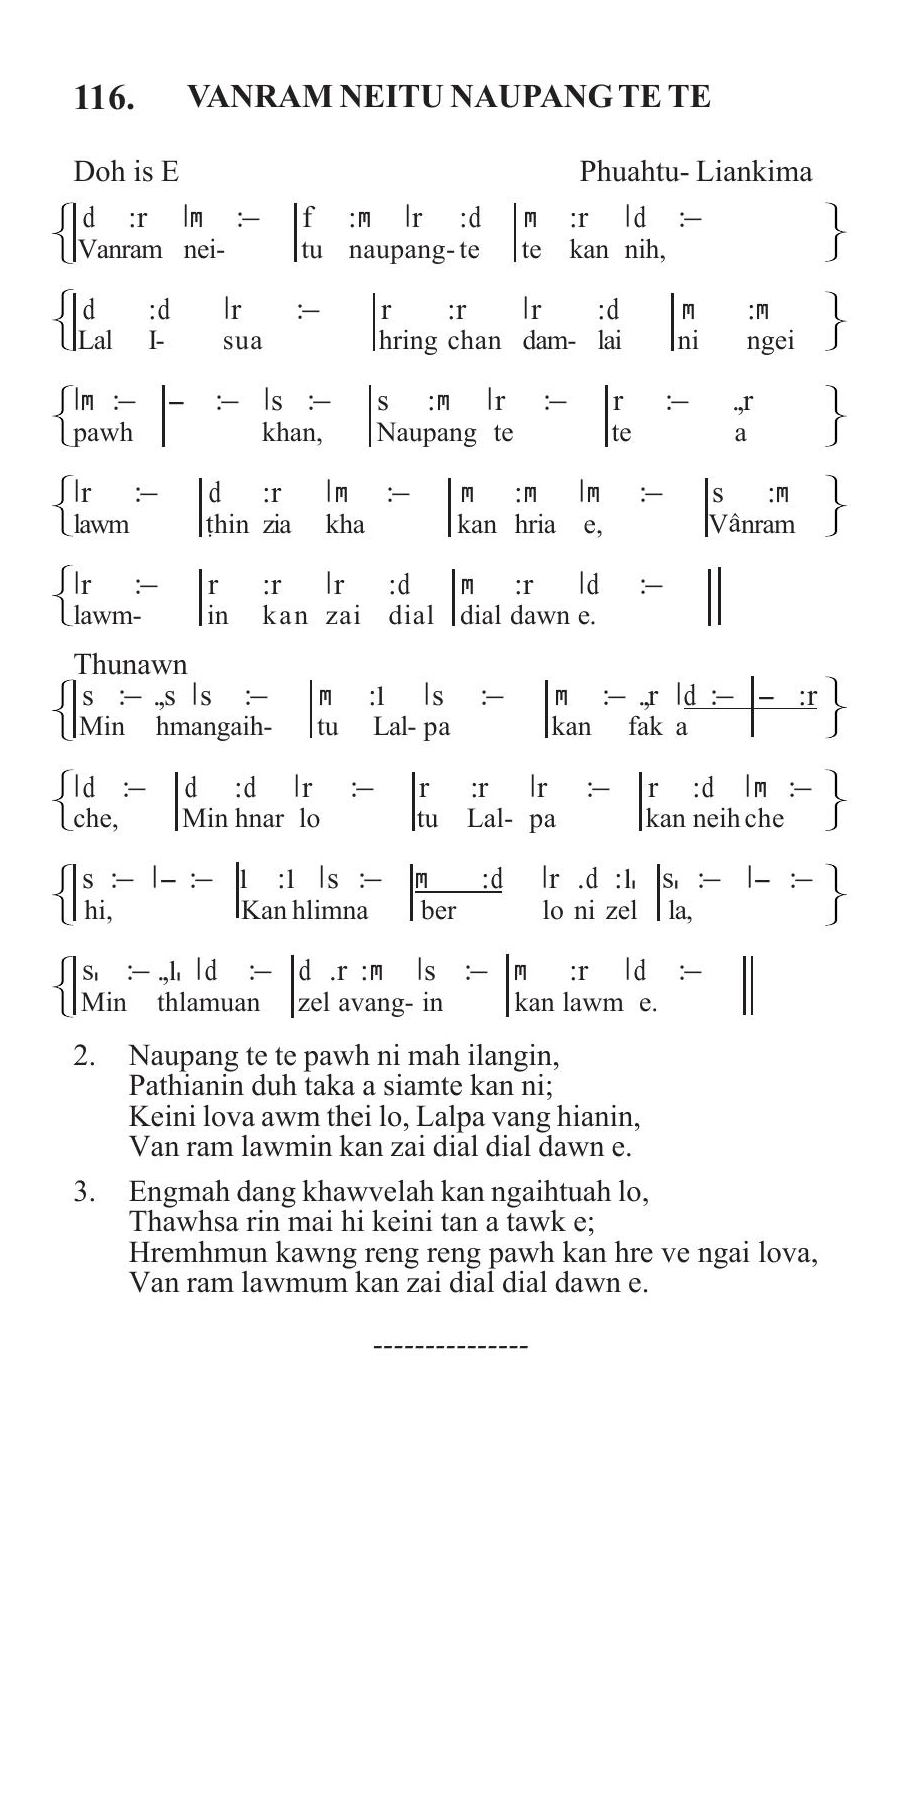 116. VANRAM NEITU NAUPANG TE TE
Doh is E Phuahtu- Liankima
{|d :r |m :– |f :m |r :d |m :r |d :– }
Vanram nei- tu naupang- te te kan nih,
{|d :d |r :– |r :r |r :d |m :m }
Lal I- sua hring chan dam- lai ni ngei
{|m :– |– :– |s :– |s :m |r :– |r :– .,r }
pawh khan, Naupang te te a
{|r :– |d :r |m :– |m :m |m :– |s :m }
lawm ṭhin zia kha kan hria e, Vânram
{|r :– |r :r |r :d |m :r |d :– ||
lawm- in kan zai dial dial dawn e.
Thunawn
{|s :– .,s |s :– |m :l |s :– |m :– .,r |d :– |– :r }
Min hmangaih- tu Lal- pa kan fak a
{|d :– |d :d |r :– |r :r |r :– |r :d |m :– }
che, Min hnar lo tu Lal- pa kan neih che
{|s :– |– :– |l :l |s :– |m :d |r .d :l₁ |s₁ :– |– :– }
hi, Kan hlimna ber lo ni zel la,
{|s₁ :– .,l₁ |d :– |d .r :m |s :– |m :r |d :– ||
Min thlamuan zel avang- in kan lawm e.
2. Naupang te te pawh ni mah ilangin,
Pathianin duh taka a siamte kan ni;
Keini lova awm thei lo, Lalpa vang hianin,
Van ram lawmin kan zai dial dial dawn e.
3. Engmah dang khawvelah kan ngaihtuah lo,
Thawhsa rin mai hi keini tan a tawk e;
Hremhmun kawng reng reng pawh kan hre ve ngai lova,
Van ram lawmum kan zai dial dial dawn e.
----------------